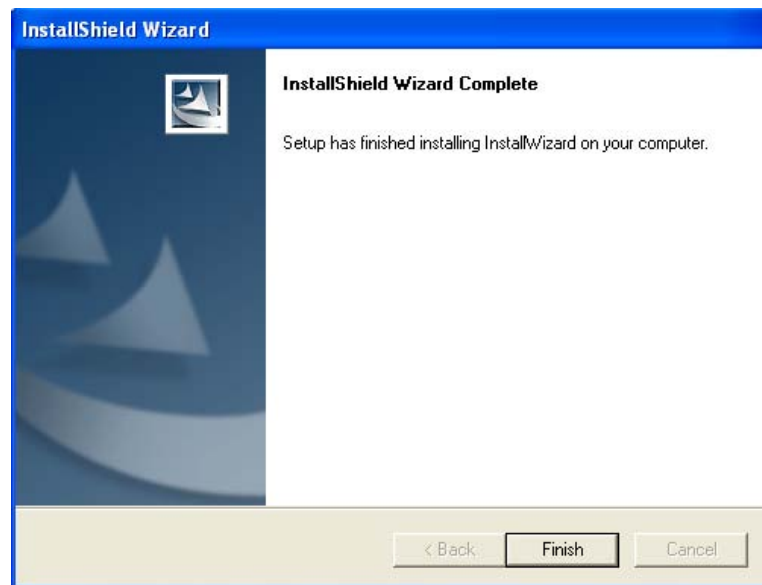 InstallShield Wizard
InstallShield Wizard Complete
Setup has finished installing InstallWizard on your computer.
< Back
Finish
Cancel